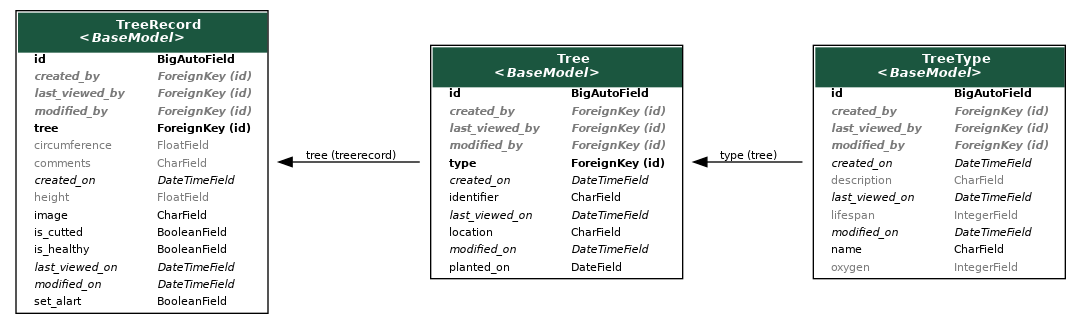 TreeRecord
<BaseModel>
id BigAutoField
created_by ForeignKey (id)
last_viewed_by ForeignKey (id)
modified_by ForeignKey (id)
tree ForeignKey (id)
circumference FloatField
comments CharField
created_on DateTimeField
height FloatField
image CharField
is_cutted BooleanField
is_healthy BooleanField
last_viewed_on DateTimeField
modified_on DateTimeField
set_alart BooleanField
tree (treerecord)
Tree
<BaseModel>
id BigAutoField
created_by ForeignKey (id)
last_viewed_by ForeignKey (id)
modified_by ForeignKey (id)
type ForeignKey (id)
created_on DateTimeField
identifier CharField
last_viewed_on DateTimeField
location CharField
modified_on DateTimeField
planted_on DateField
type (tree)
TreeType
<BaseModel>
id BigAutoField
created_by ForeignKey (id)
last_viewed_by ForeignKey (id)
modified_by ForeignKey (id)
created_on DateTimeField
description CharField
last_viewed_on DateTimeField
lifespan IntegerField
modified_on DateTimeField
name CharField
oxygen IntegerField